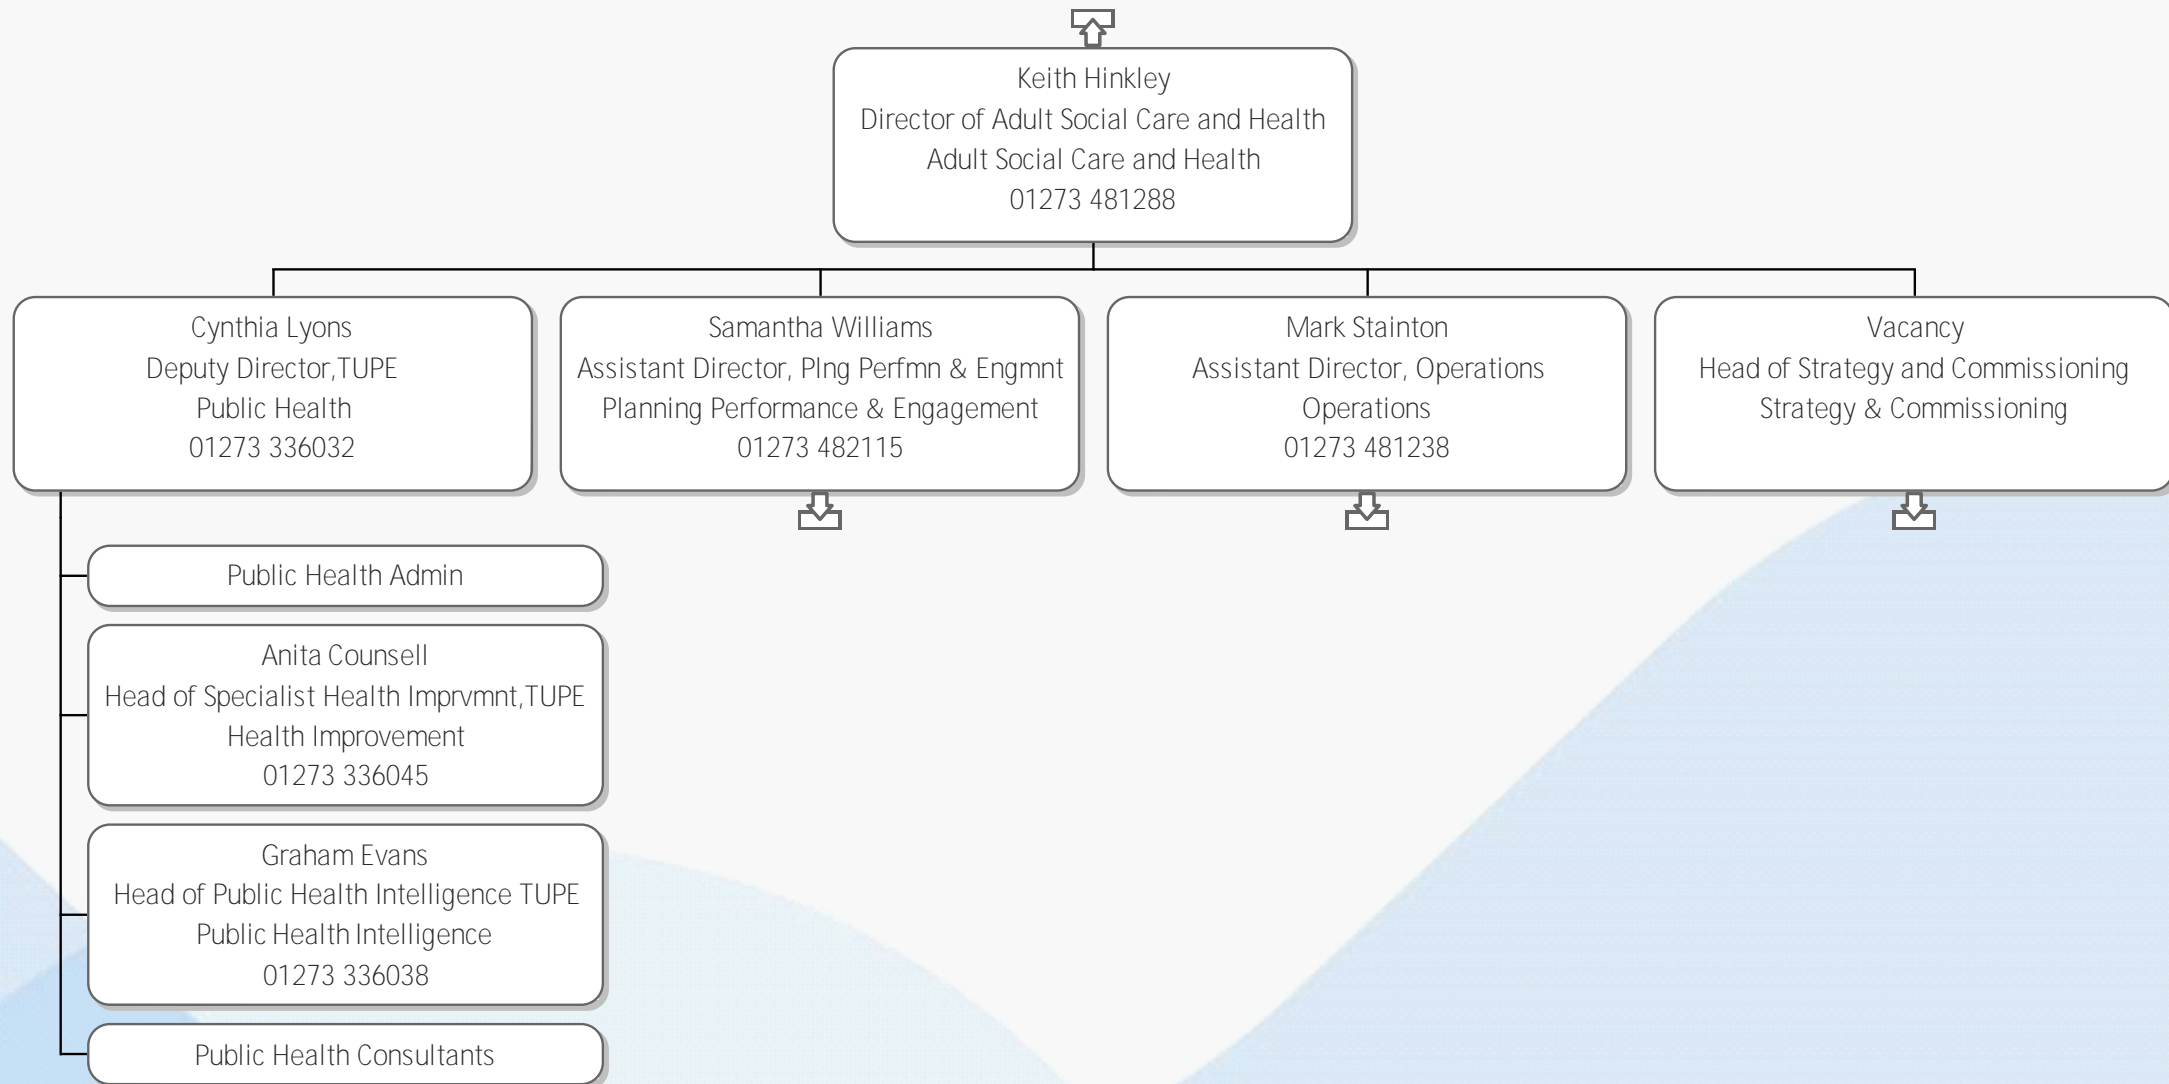 Keith Hinkley
Director of Adult Social Care and Health
Adult Social Care and Health
01273 481288
Cynthia Lyons
Deputy Director,TUPE
Public Health
01273 336032
Samantha Williams
Assistant Director, Plng Perfmn & Engmnt
Planning Performance & Engagement
01273 482115
Mark Stainton
Assistant Director, Operations
Operations
01273 481238
Vacancy
Head of Strategy and Commissioning
Strategy & Commissioning
Public Health Admin
Anita Counsell
Head of Specialist Health Imprvmnt,TUPE
Health Improvement
01273 336045
Graham Evans
Head of Public Health Intelligence TUPE
Public Health Intelligence
01273 336038
Public Health Consultants